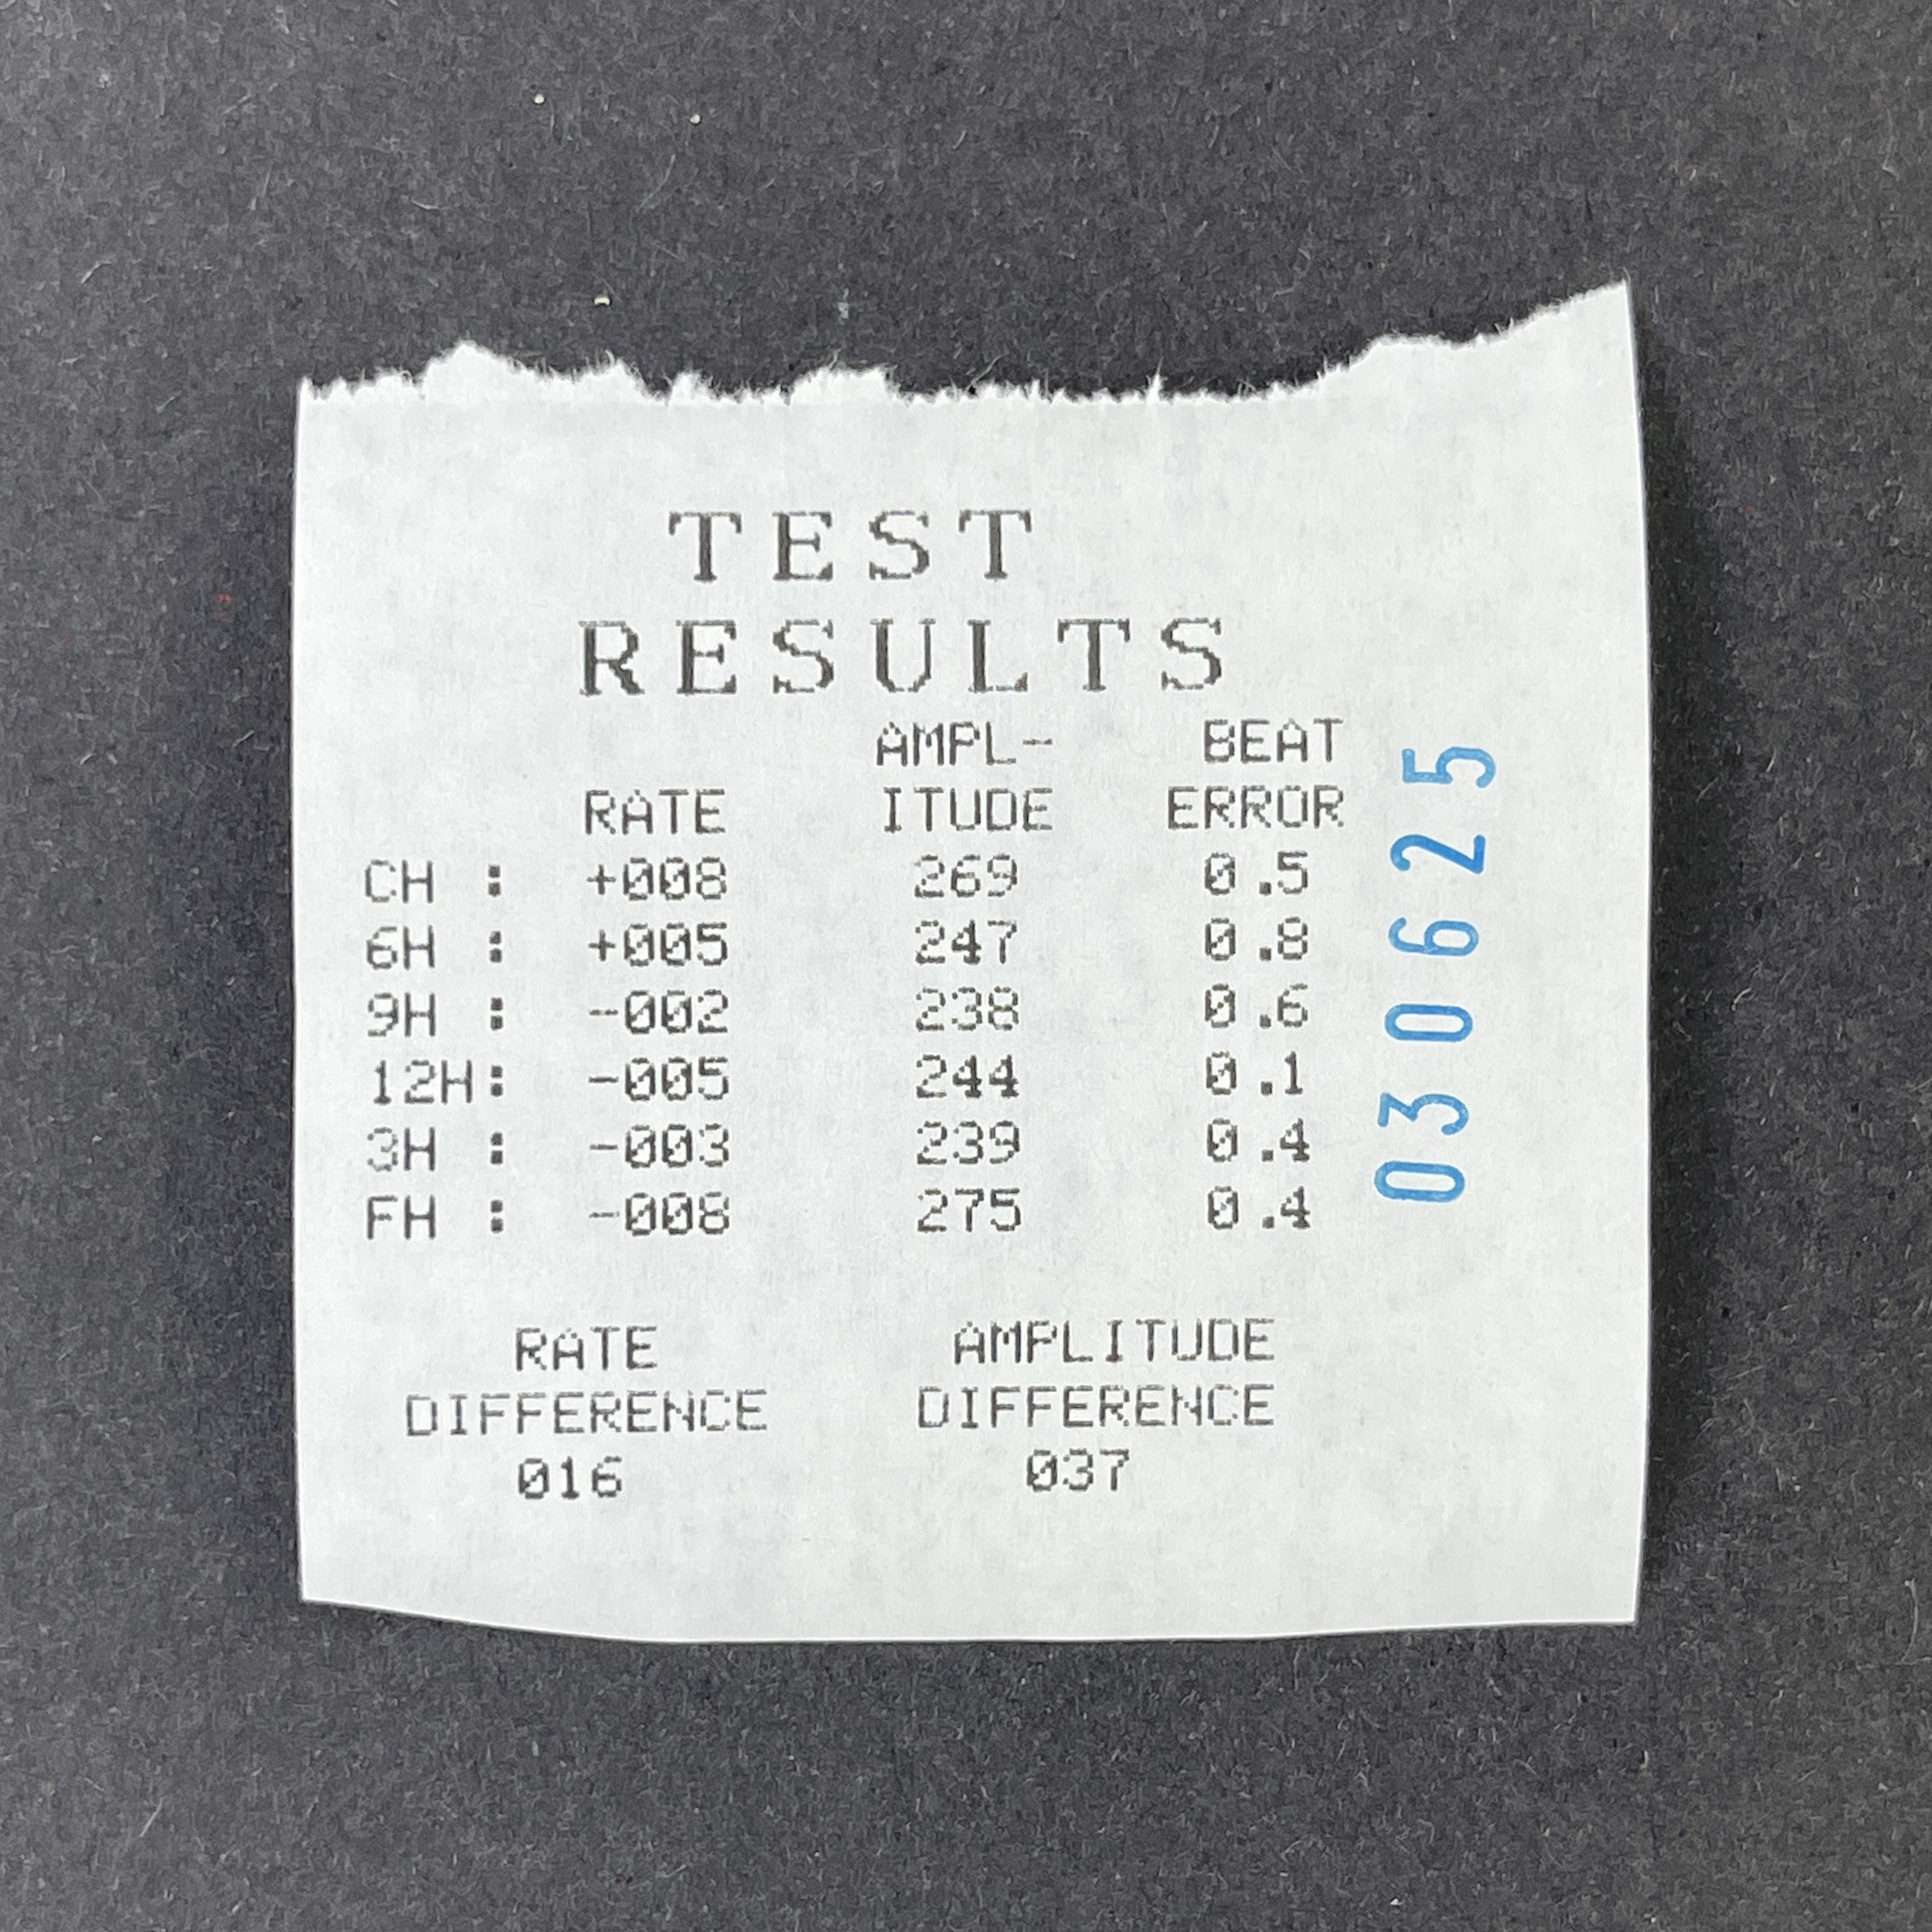 TEST
RESULTS
AMPL- BEAT
RATE ITUDE ERROR
CH : +008 269 0.5
6H : +005 247 0.8
9H : -002 238 0.6
12H: -005 244 0.1
3H : -003 239 0.4
FH : -008 275 0.4
RATE AMPLITUDE
DIFFERENCE DIFFERENCE
016 037
030625